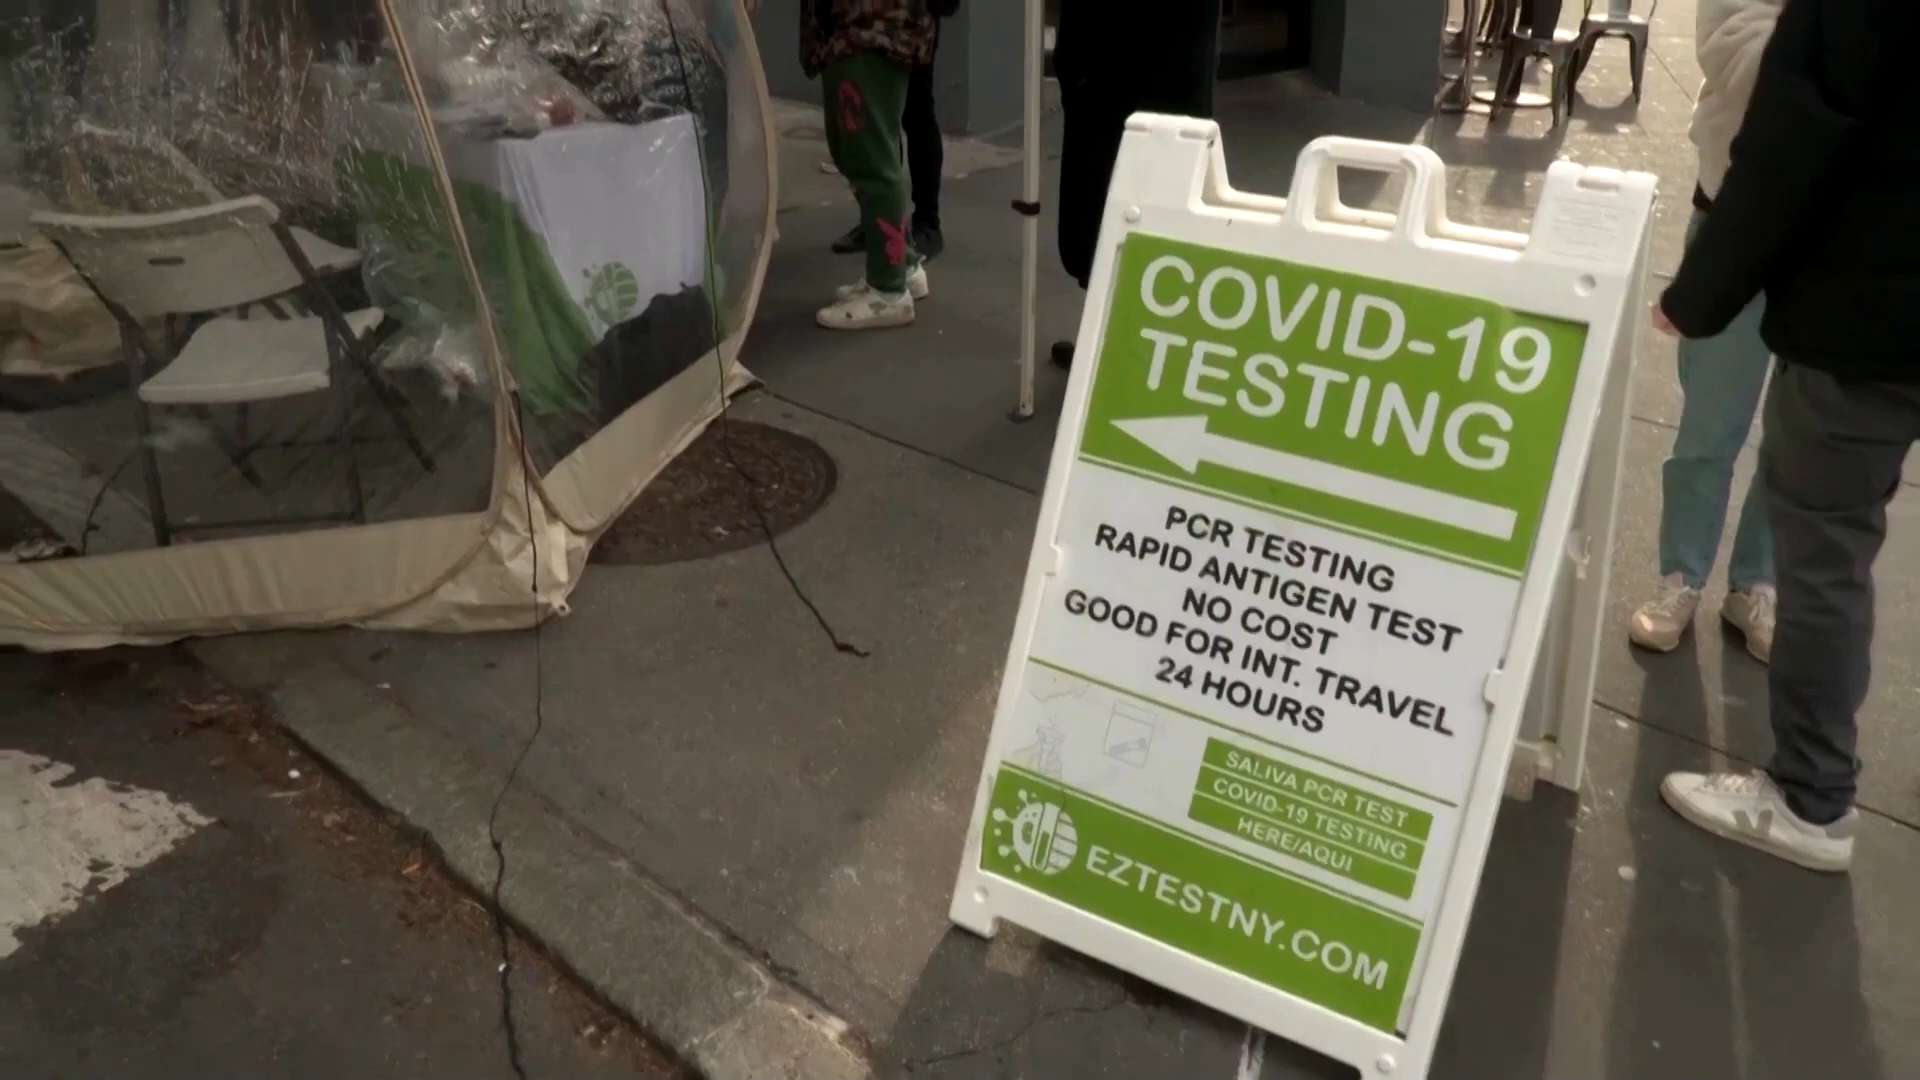 COVID-19
TESTING
PCR TESTING
RAPID ANTIGEN TEST
NO COST
GOOD FOR INT. TRAVEL
24 HOURS
SALIVA PCR TEST
COVID-19 TESTING
HERE/AQUI
EZTESTNY.COM